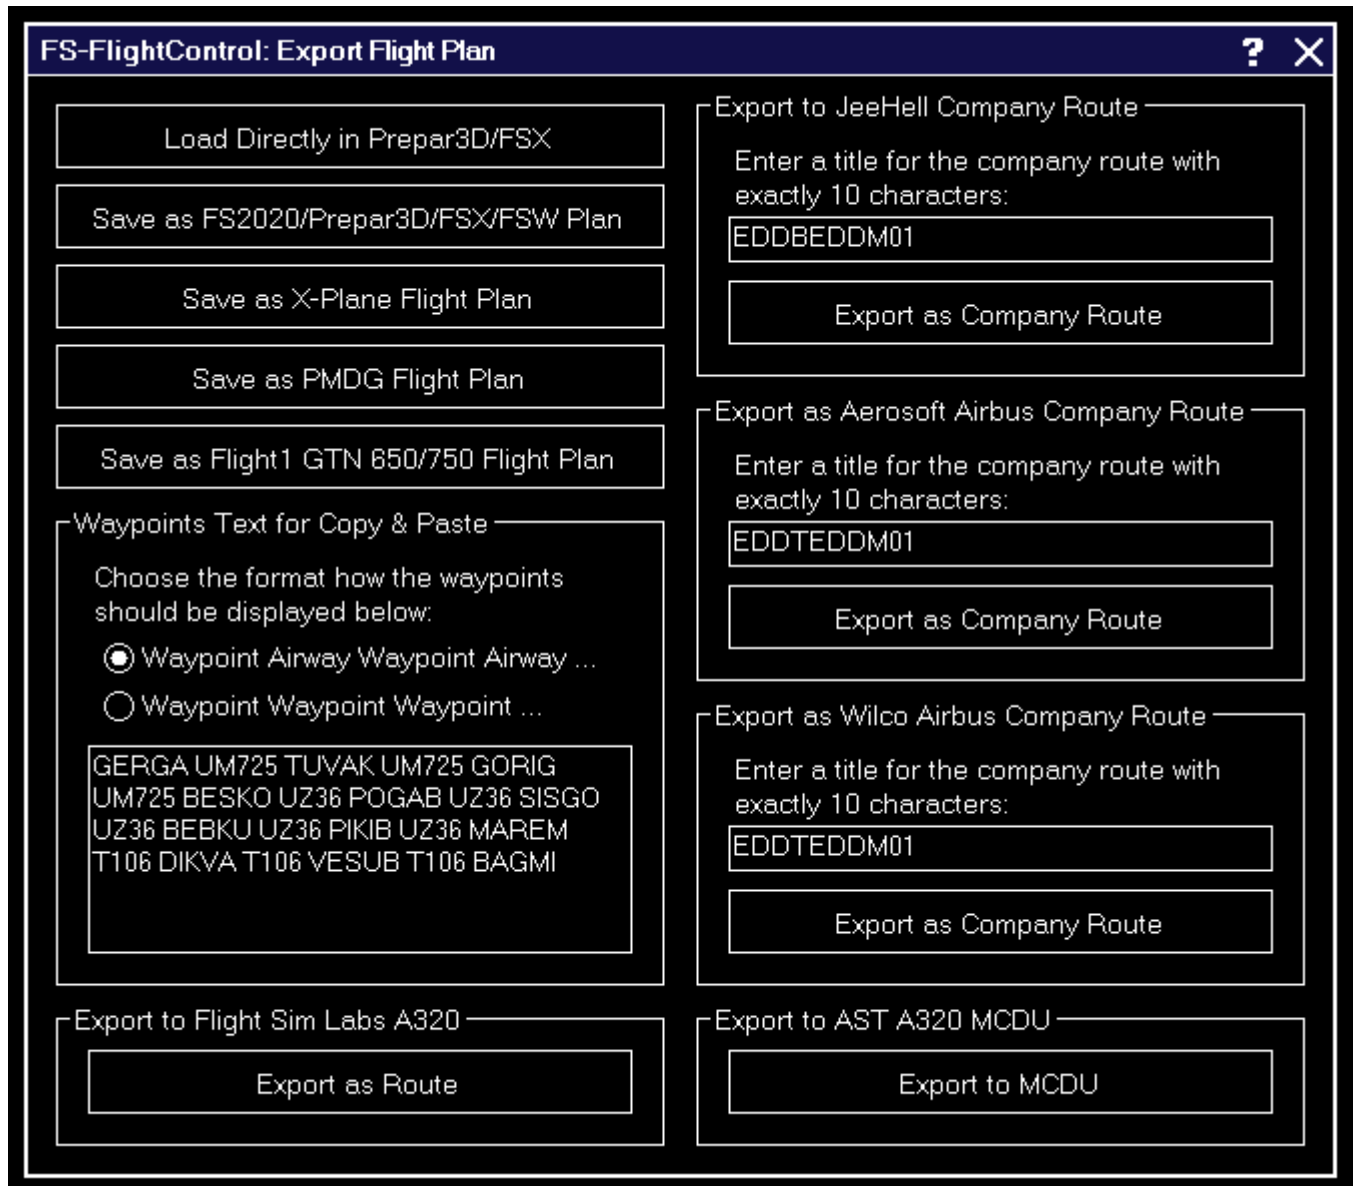 FS-FlightControl: Export Flight Plan ?
Load Directly in Prepar3D/FSX
Save as FS2020/Prepar3D/FSX/FSW Plan
Save as X-Plane Flight Plan
Save as PMDG Flight Plan
Save as Flight1 GTN 650/750 Flight Plan
Waypoints Text for Copy & Paste
Choose the format how the waypoints
should be displayed below:
Waypoint Airway Waypoint Airway ...
Waypoint Waypoint Waypoint ...
GERGA UM725 TUVAK UM725 GORIG
UM725 BESKO UZ36 POGAB UZ36 SISGO
UZ36 BEBKU UZ36 PIKIB UZ36 MAREM
T106 DIKVA T106 VESUB T106 BAGMI
Export to Flight Sim Labs A320
Export as Route
Export to JeeHell Company Route
Enter a title for the company route with
exactly 10 characters:
EDDBEDDM01
Export as Company Route
Export as Aerosoft Airbus Company Route
Enter a title for the company route with
exactly 10 characters:
EDDTEDDM01
Export as Company Route
Export as Wilco Airbus Company Route
Enter a title for the company route with
exactly 10 characters:
EDDTEDDM01
Export as Company Route
Export to AST A320 MCDU
Export to MCDU